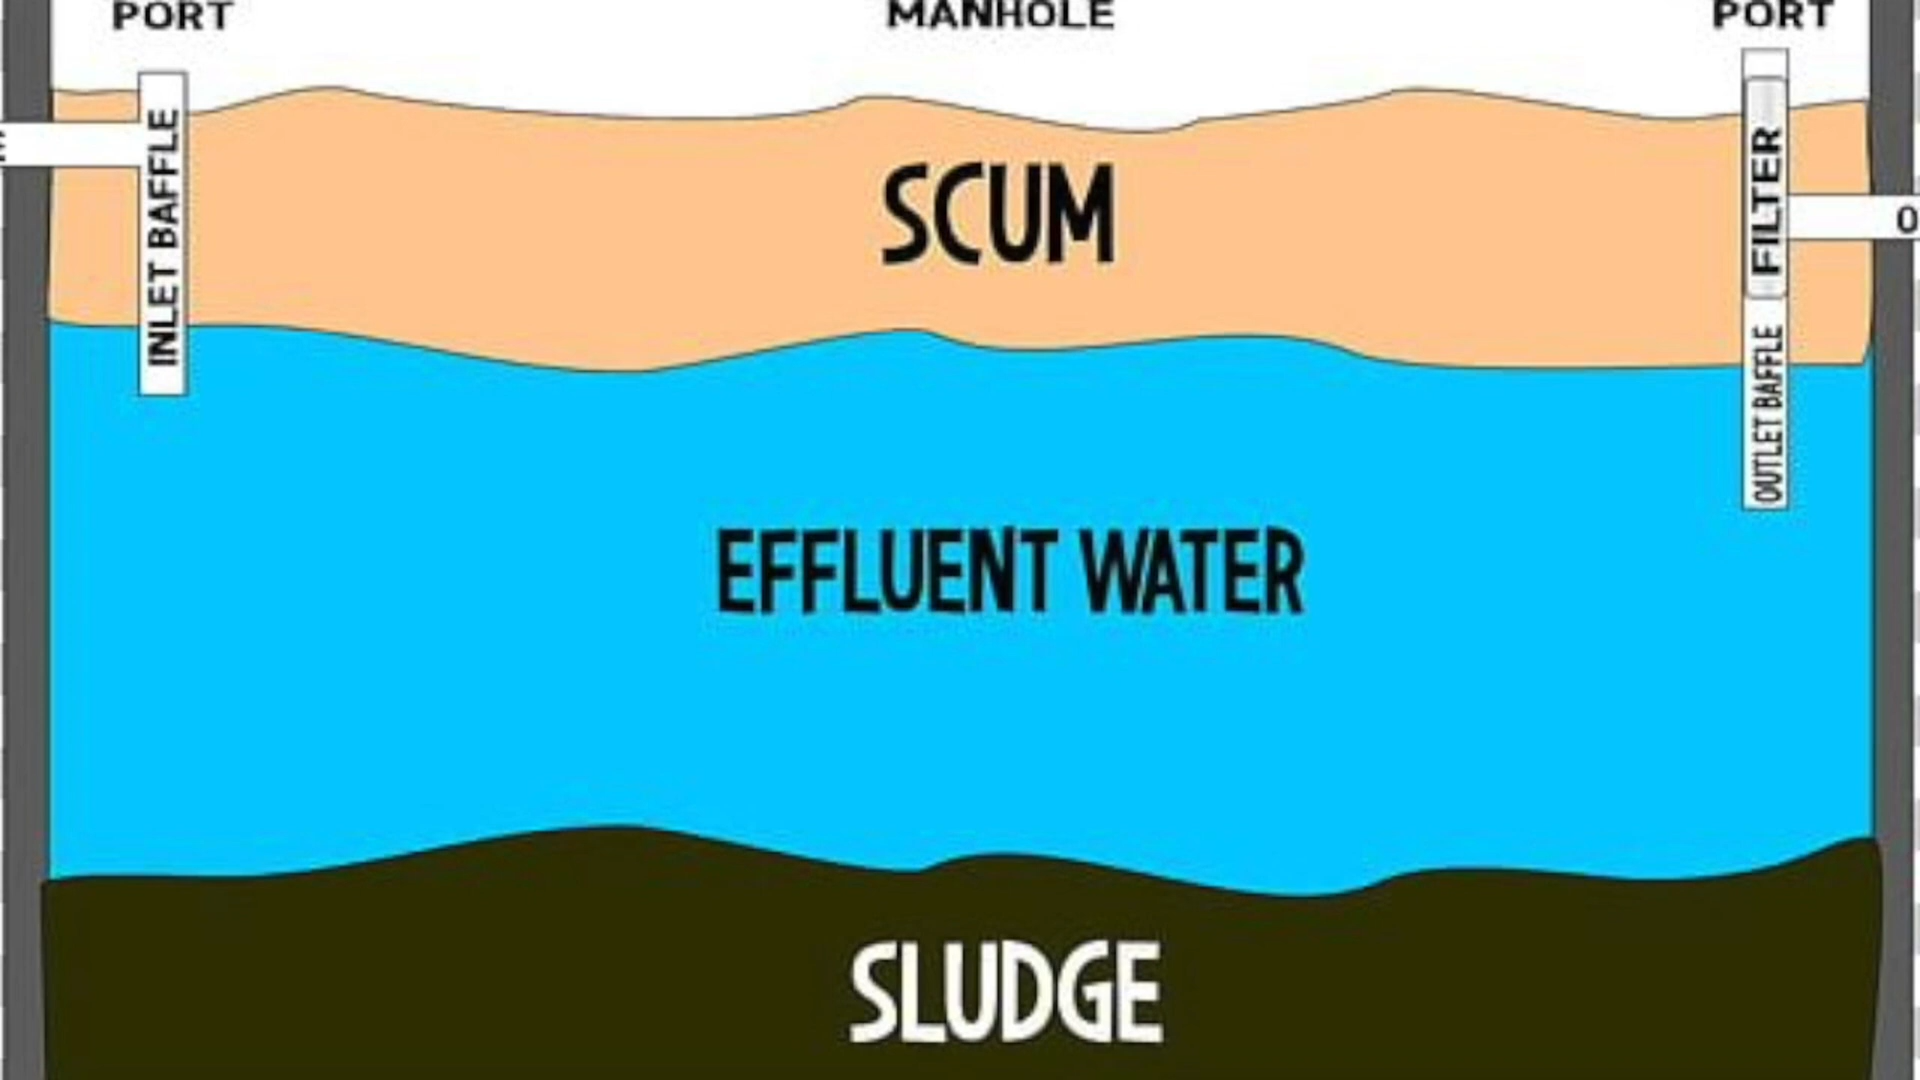 PORT
MANHOLE
PORT
INLET BAFFLE
SCUM
FILTER
OUTLET BAFFLE
EFFLUENT WATER
SLUDGE